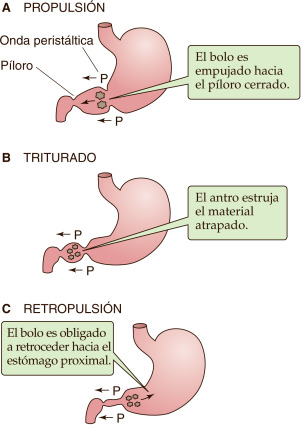 A PROPULSIÓN
Onda peristáltica
P
Píloro
El bolo es
empujado hacia
el píloro cerrado.
P
B TRITURADO
El antro estruja
el material
atrapado.
P
P
C RETROPULSIÓN
El bolo es obligado
a retroceder hacia el
estómago proximal.
P
P